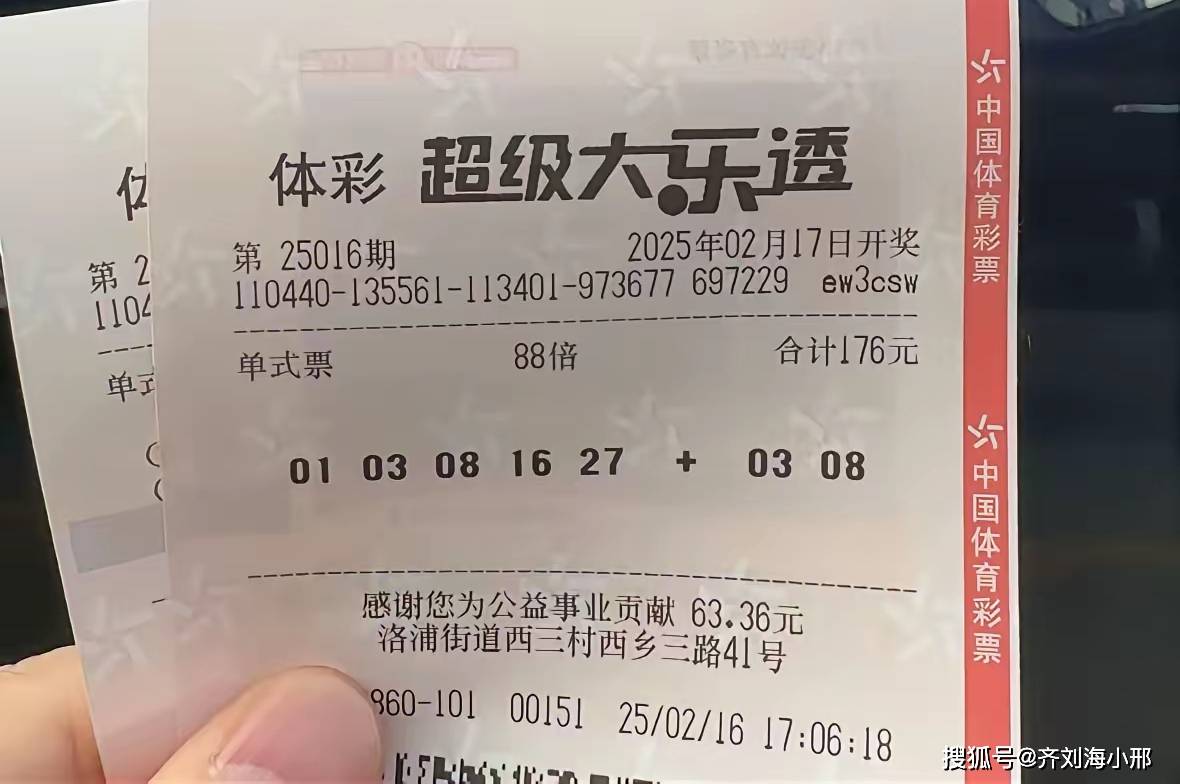 体彩 超级大乐透
第 25016期 2025年02月17日开奖
110440-135561-113401-973677 697229 ew3csw
单式票 88倍 合计176元
01 03 08 16 27 + 03 08
感谢您为公益事业贡献 63.36元
洛浦街道西三村西乡三路41号
860-101 00151 25/02/16 17:06:18
中国体育彩票
中国体育彩票
第 2
1104
单式
搜狐号@齐刘海小邢